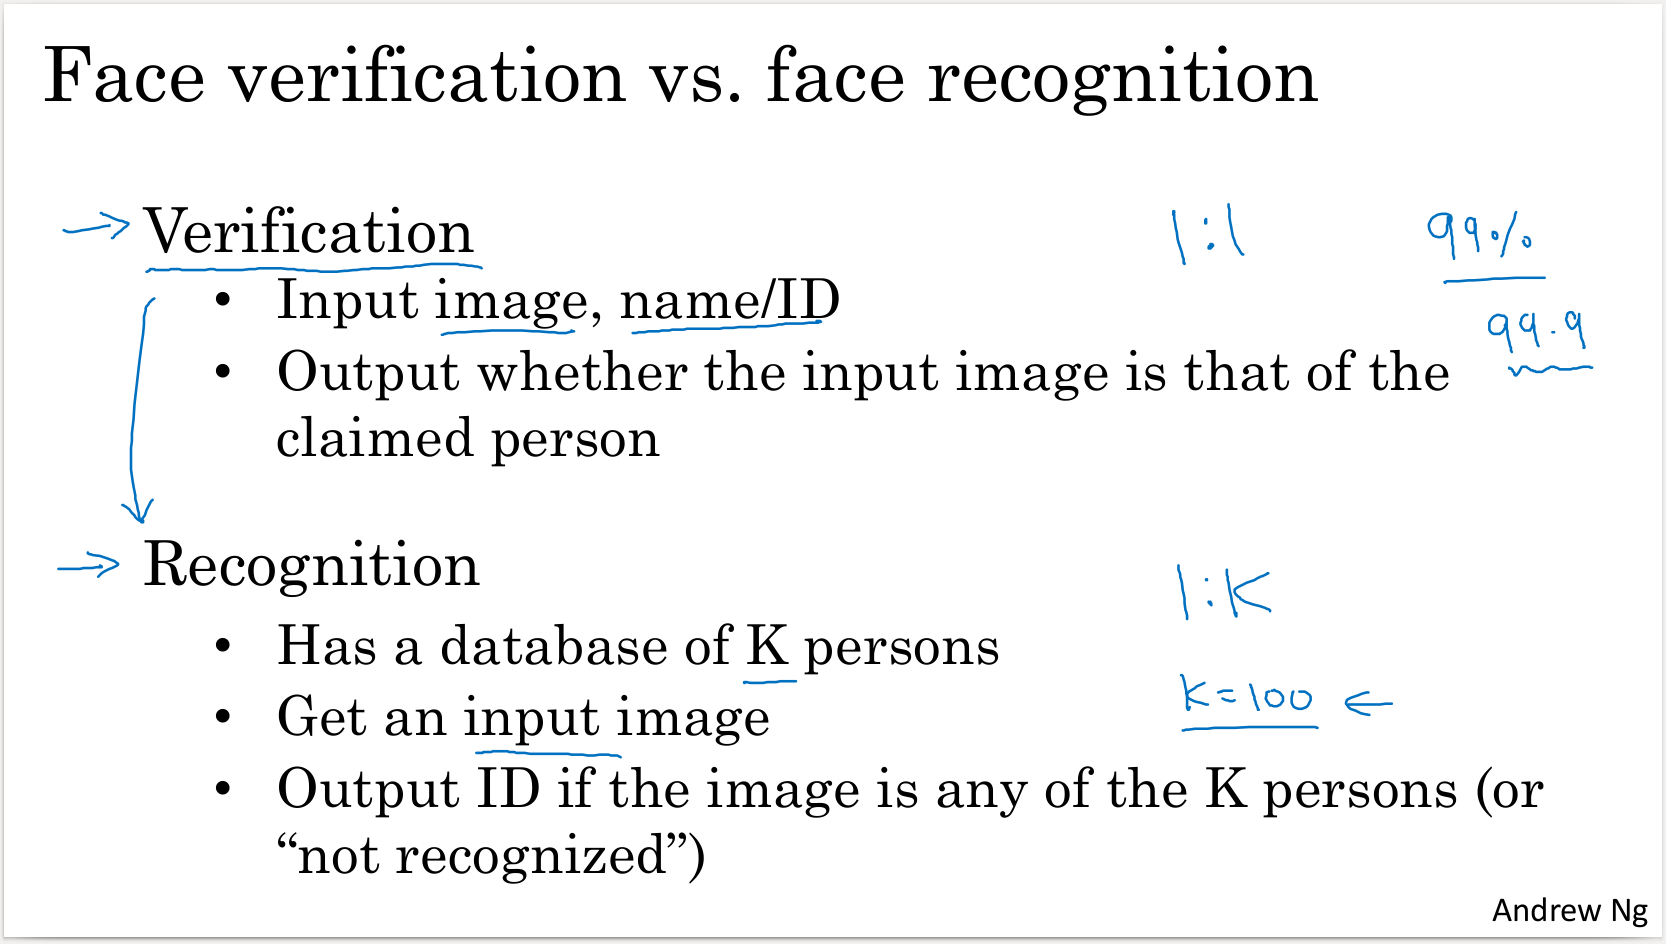 Face verification vs. face recognition
Verification
1:1
99%
• Input image, name/ID
99.9
• Output whether the input image is that of the
claimed person
Recognition
1:K
• Has a database of K persons
K=100
• Get an input image
• Output ID if the image is any of the K persons (or
“not recognized”)
Andrew Ng